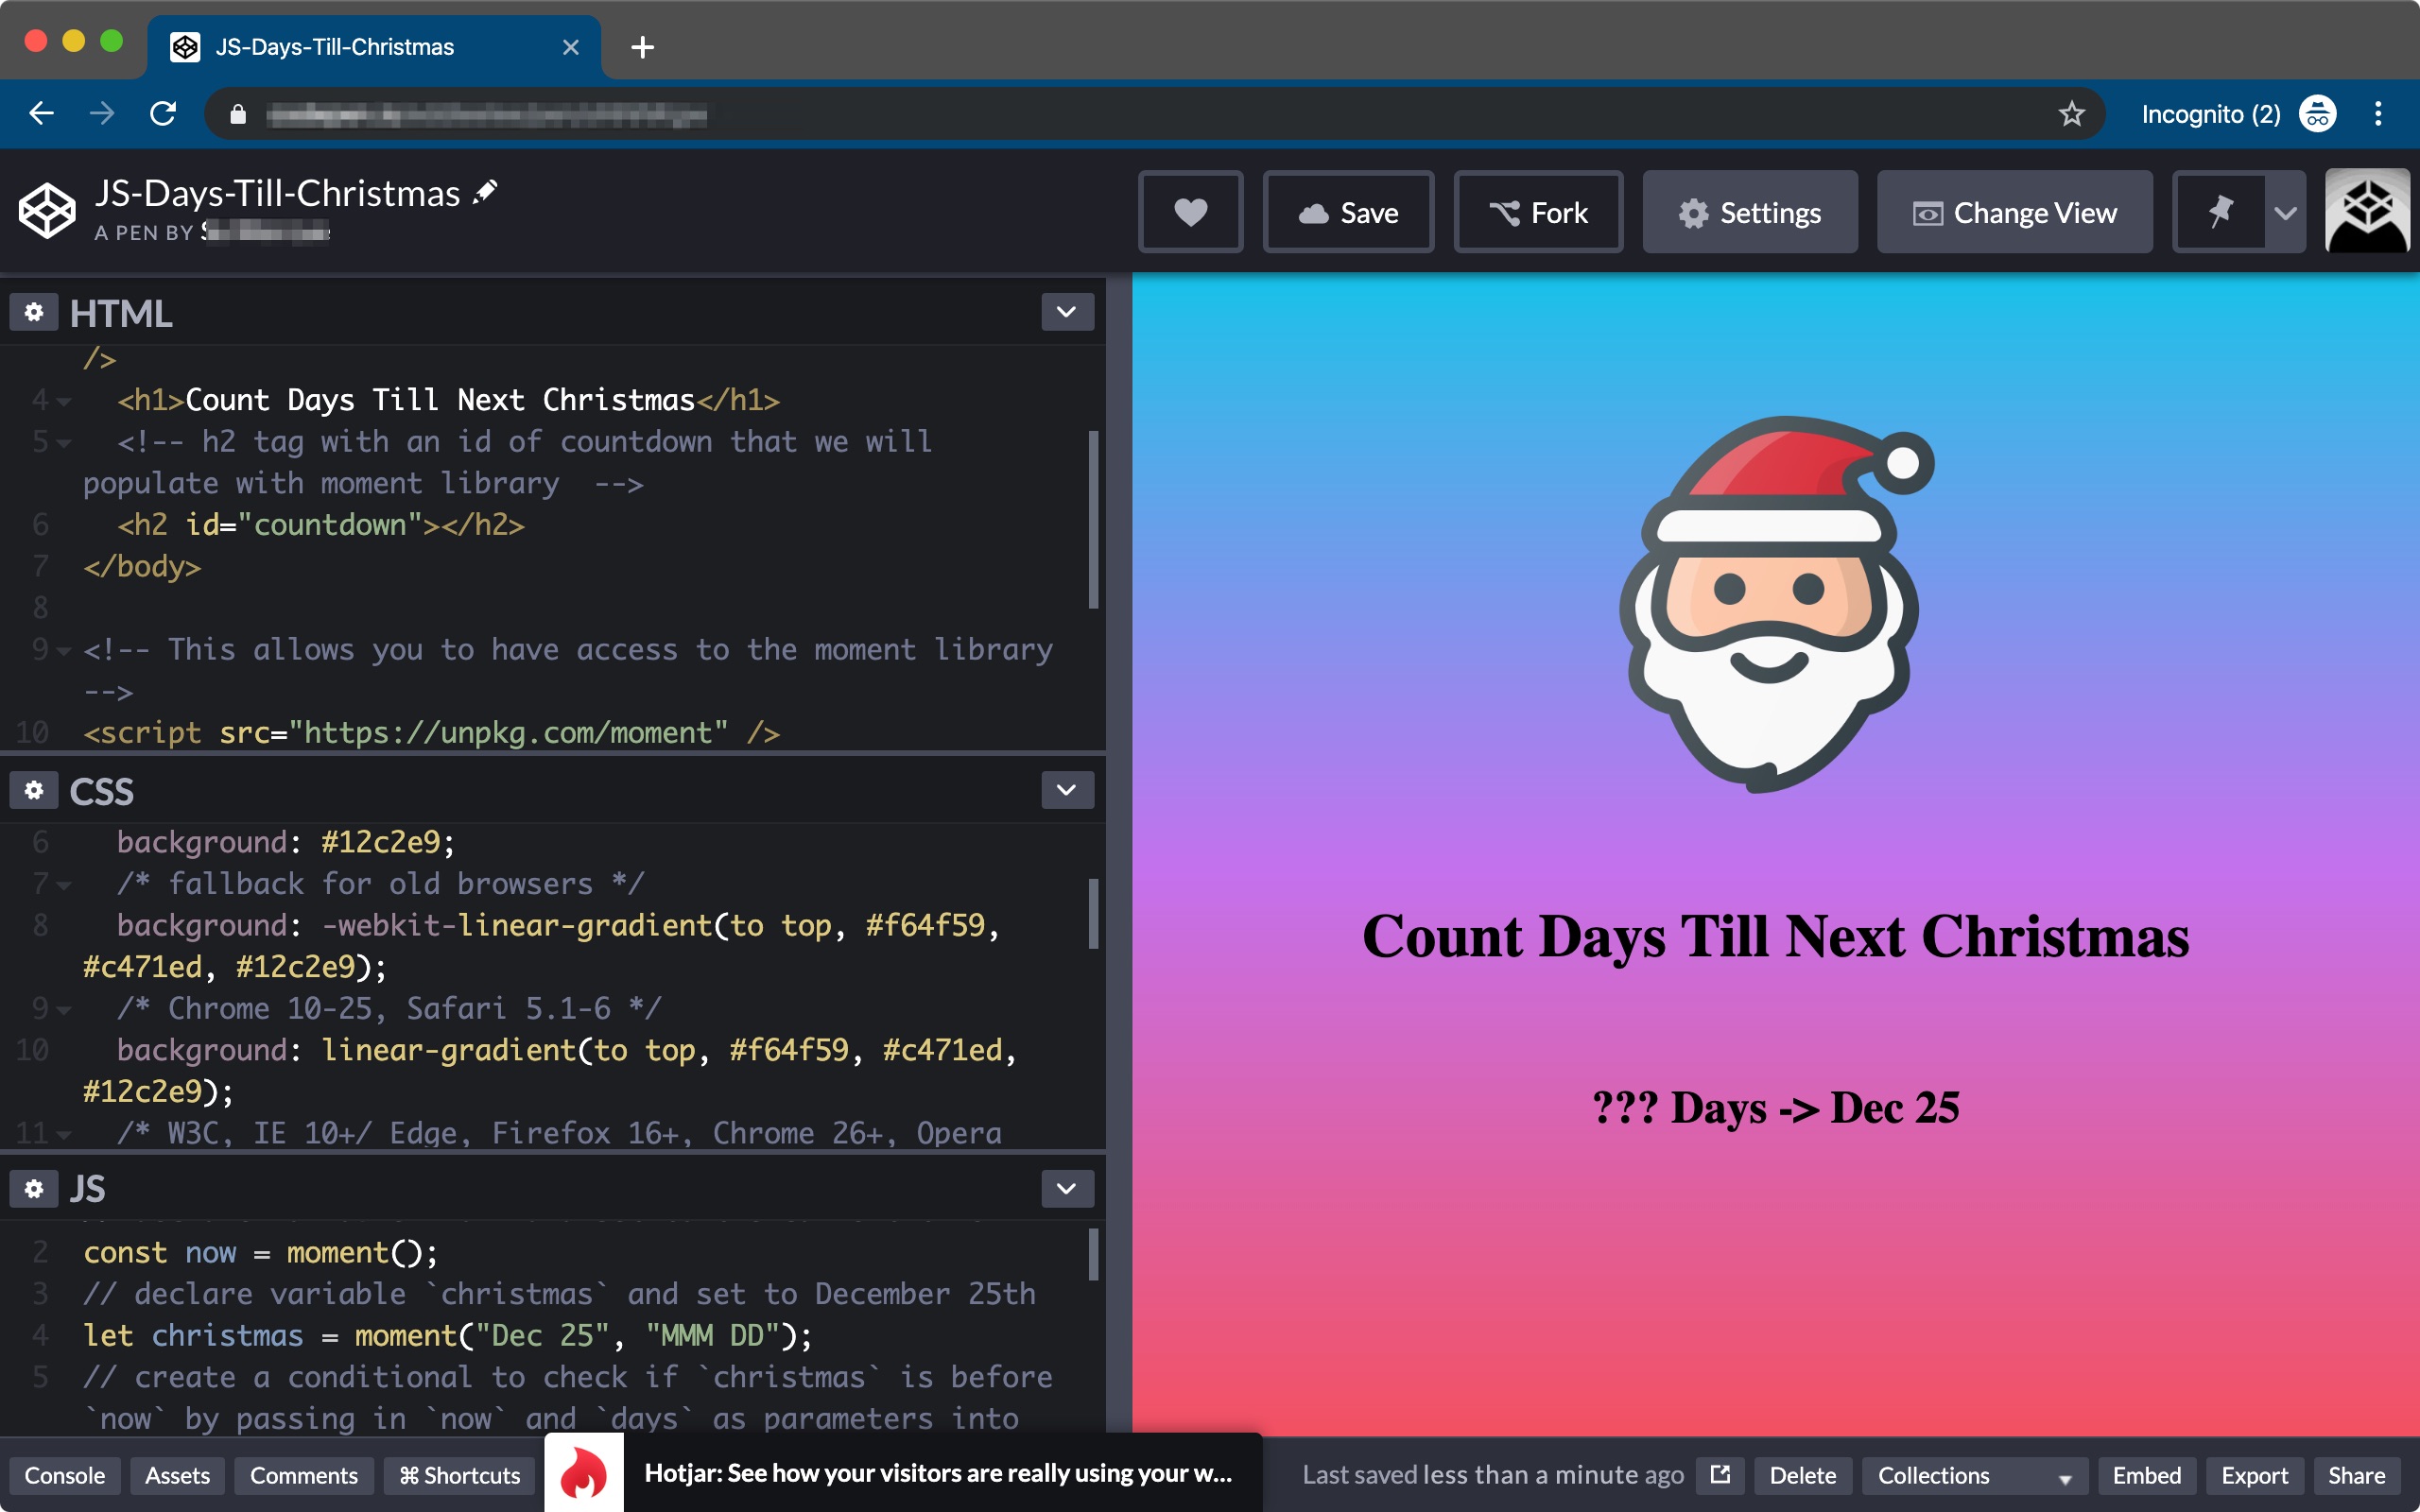 JS-Days-Till-Christmas
Incognito (2)
JS-Days-Till-Christmas
A PEN BY
Save
Fork
Settings
Change View
HTML
/>
4 <h1>Count Days Till Next Christmas</h1>
5 <!-- h2 tag with an id of countdown that we will
populate with moment library  -->
6 <h2 id="countdown"></h2>
7 </body>
8
9 <!-- This allows you to have access to the moment library
-->
10 <script src="https://unpkg.com/moment" />
CSS
6 background: #12c2e9;
7 /* fallback for old browsers */
8 background: -webkit-linear-gradient(to top, #f64f59,
#c471ed, #12c2e9);
9 /* Chrome 10-25, Safari 5.1-6 */
10 background: linear-gradient(to top, #f64f59, #c471ed,
#12c2e9);
11 /* W3C, IE 10+/ Edge, Firefox 16+, Chrome 26+, Opera
JS
2 const now = moment();
3 // declare variable `christmas` and set to December 25th
4 let christmas = moment("Dec 25", "MMM DD");
5 // create a conditional to check if `christmas` is before
`now` by passing in `now` and `days` as parameters into
Count Days Till Next Christmas
??? Days -> Dec 25
Console
Assets
Comments
⌘ Shortcuts
Hotjar: See how your visitors are really using your w...
Last saved less than a minute ago
Delete
Collections
Embed
Export
Share